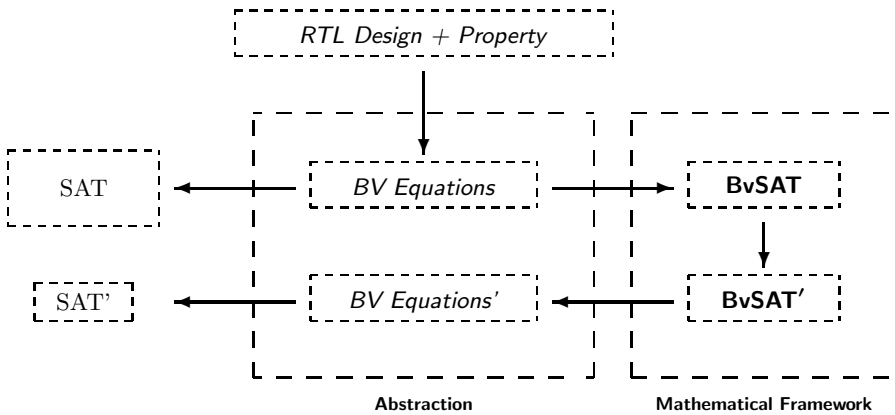 RTL Design + Property
SAT
BV Equations
BvSAT
SAT'
BV Equations'
BvSAT′
Abstraction
Mathematical Framework